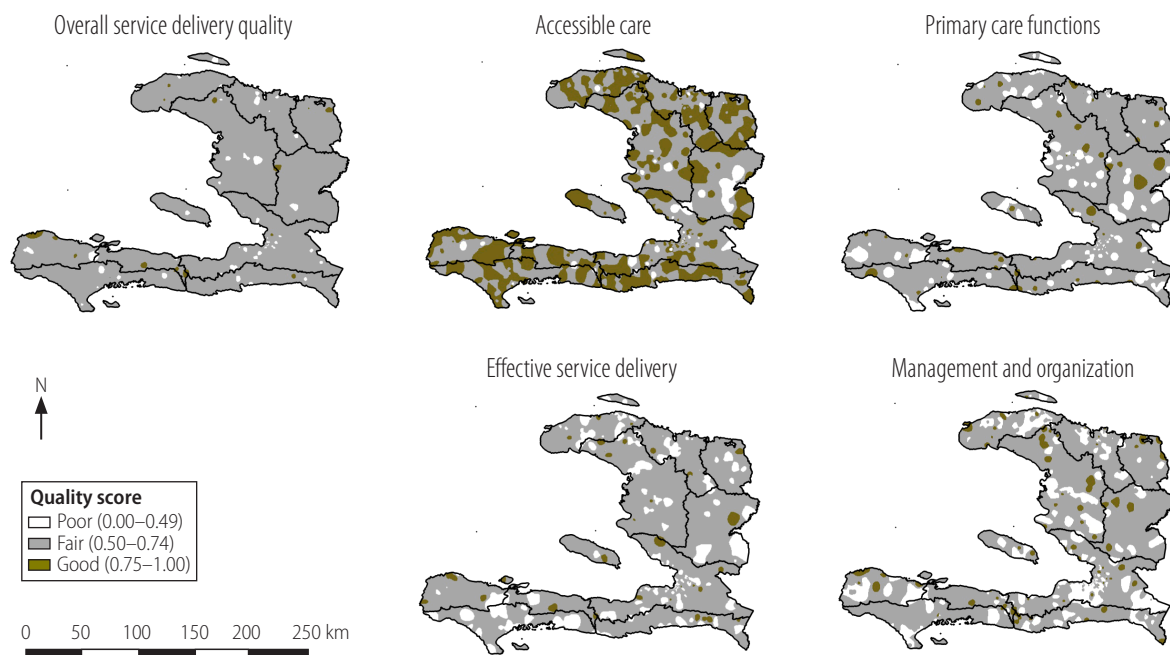 Overall service delivery quality
Accessible care
Primary care functions
Effective service delivery
Management and organization
N
Quality score
Poor (0.00–0.49)
Fair (0.50–0.74)
Good (0.75–1.00)
0 50 100 150 200 250 km